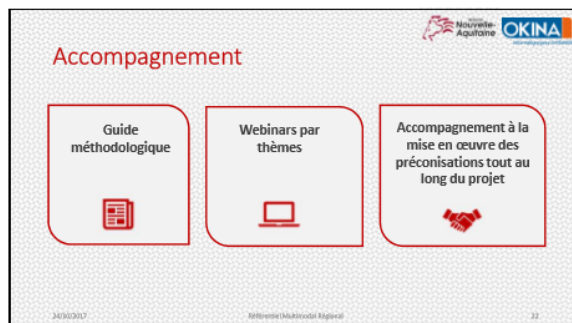 Nouvelle-
Aquitaine
OKINA
Accompagnement
Guide
méthodologique
Webinars par
thèmes
Accompagnement à la
mise en œuvre des
préconisations tout au
long du projet
24/10/2017
Référentiel Multimodal Régional
22